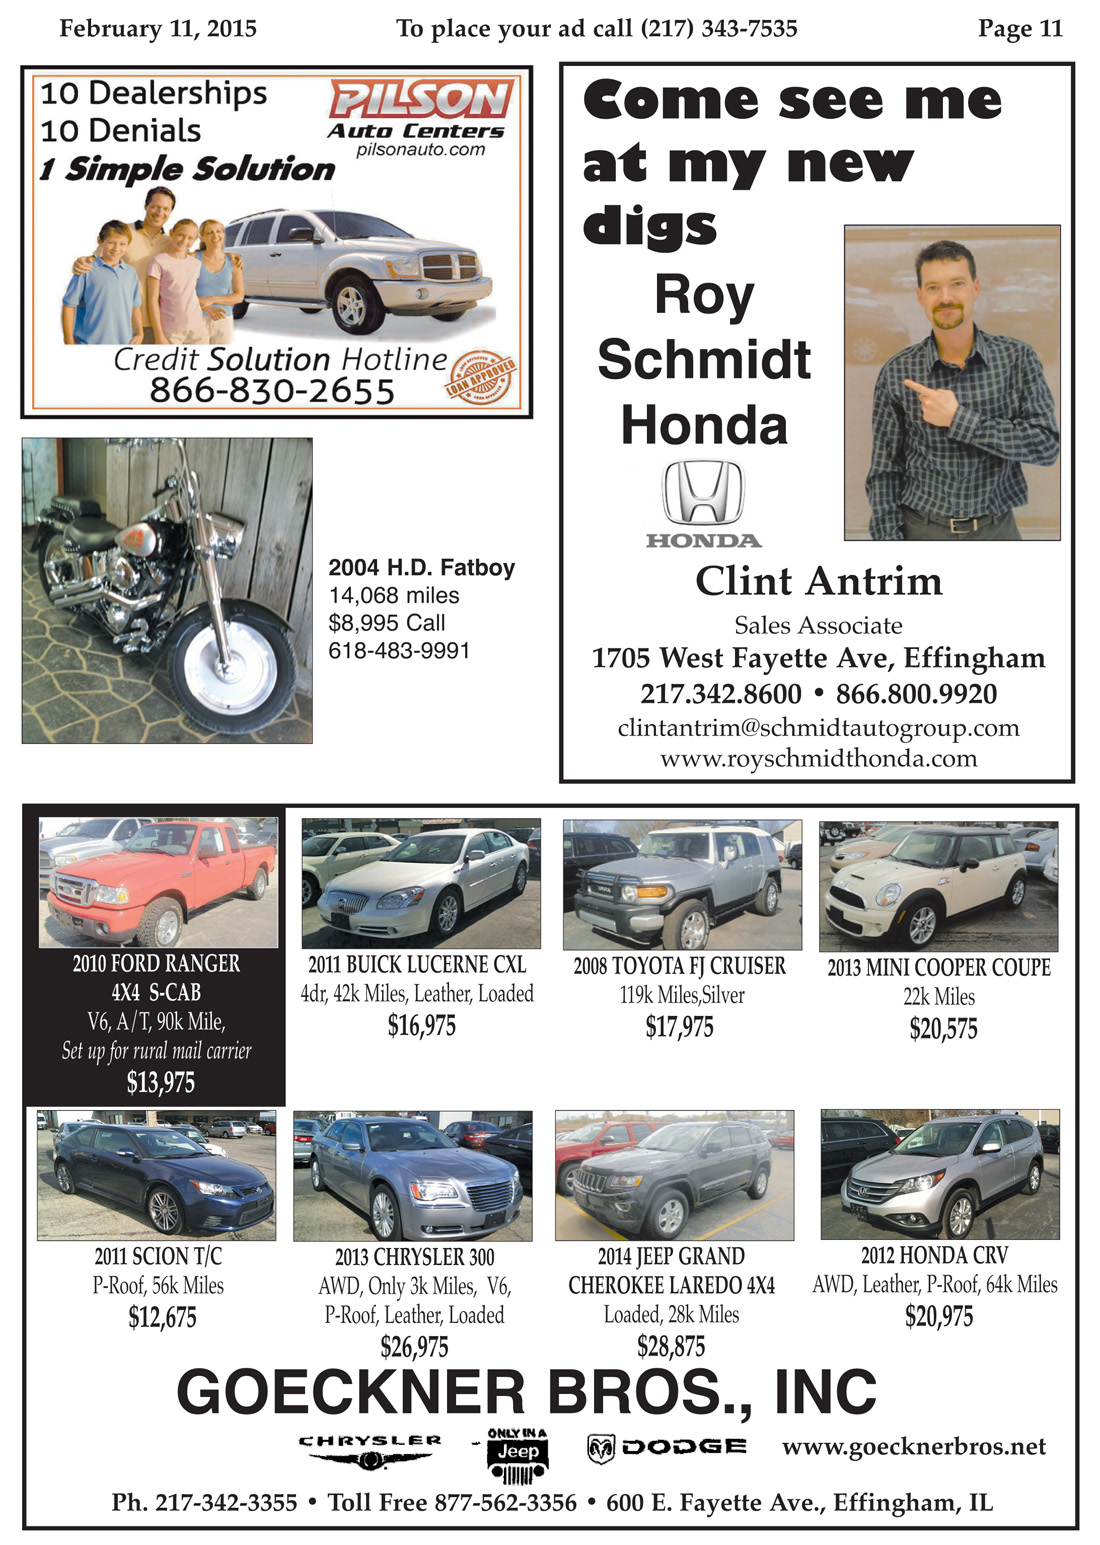 February 11, 2015
To place your ad call (217) 343-7535
Page 11
10 Dealerships
10 Denials
1 Simple Solution
PILSON
Auto Centers
pilsonauto.com
Credit Solution Hotline
866-830-2655
LOAN APPROVED
Come see me
at my new
digs
Roy
Schmidt
Honda
HONDA
Clint Antrim
Sales Associate
1705 West Fayette Ave, Effingham
217.342.8600 • 866.800.9920
clintantrim@schmidtautogroup.com
www.royschmidthonda.com
2004 H.D. Fatboy
14,068 miles
$8,995 Call
618-483-9991
2010 FORD RANGER
4X4 S-CAB
V6, A/T, 90k Mile,
Set up for rural mail carrier
$13,975
2011 BUICK LUCERNE CXL
4dr, 42k Miles, Leather, Loaded
$16,975
2008 TOYOTA FJ CRUISER
119k Miles,Silver
$17,975
2013 MINI COOPER COUPE
22k Miles
$20,575
2011 SCION T/C
P-Roof, 56k Miles
$12,675
2013 CHRYSLER 300
AWD, Only 3k Miles, V6,
P-Roof, Leather, Loaded
$26,975
2014 JEEP GRAND
CHEROKEE LAREDO 4X4
Loaded, 28k Miles
$28,875
2012 HONDA CRV
AWD, Leather, P-Roof, 64k Miles
$20,975
GOECKNER BROS., INC
CHRYSLER
ONLY IN A
Jeep
DODGE
www.goecknerbros.net
Ph. 217-342-3355 • Toll Free 877-562-3356 • 600 E. Fayette Ave., Effingham, IL